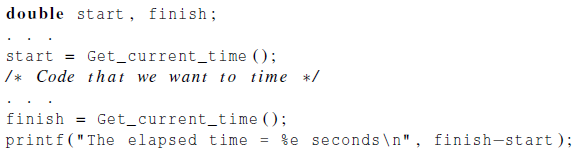 double start, finish;
. . .
start = Get_current_time();
/* Code that we want to time */
. . .
finish = Get_current_time();
printf("The elapsed time = %e seconds\n", finish−start);